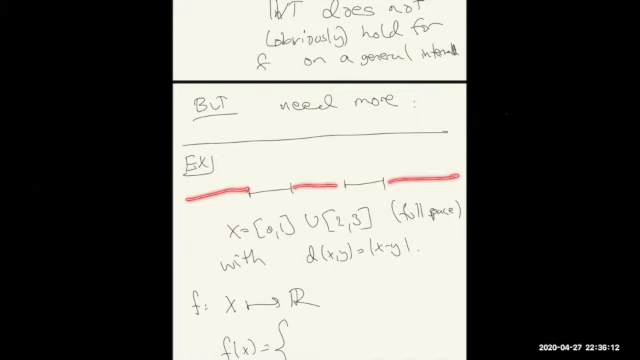 IVT does not
(obviously) hold for
f on a general interval
BUT need more :
EX
X = [0,1] ∪ [2,3] (full space)
with d(x,y) = |x-y|.
f: X ⟼ ℝ
f(x) = {
2020-04-27 22:36:12